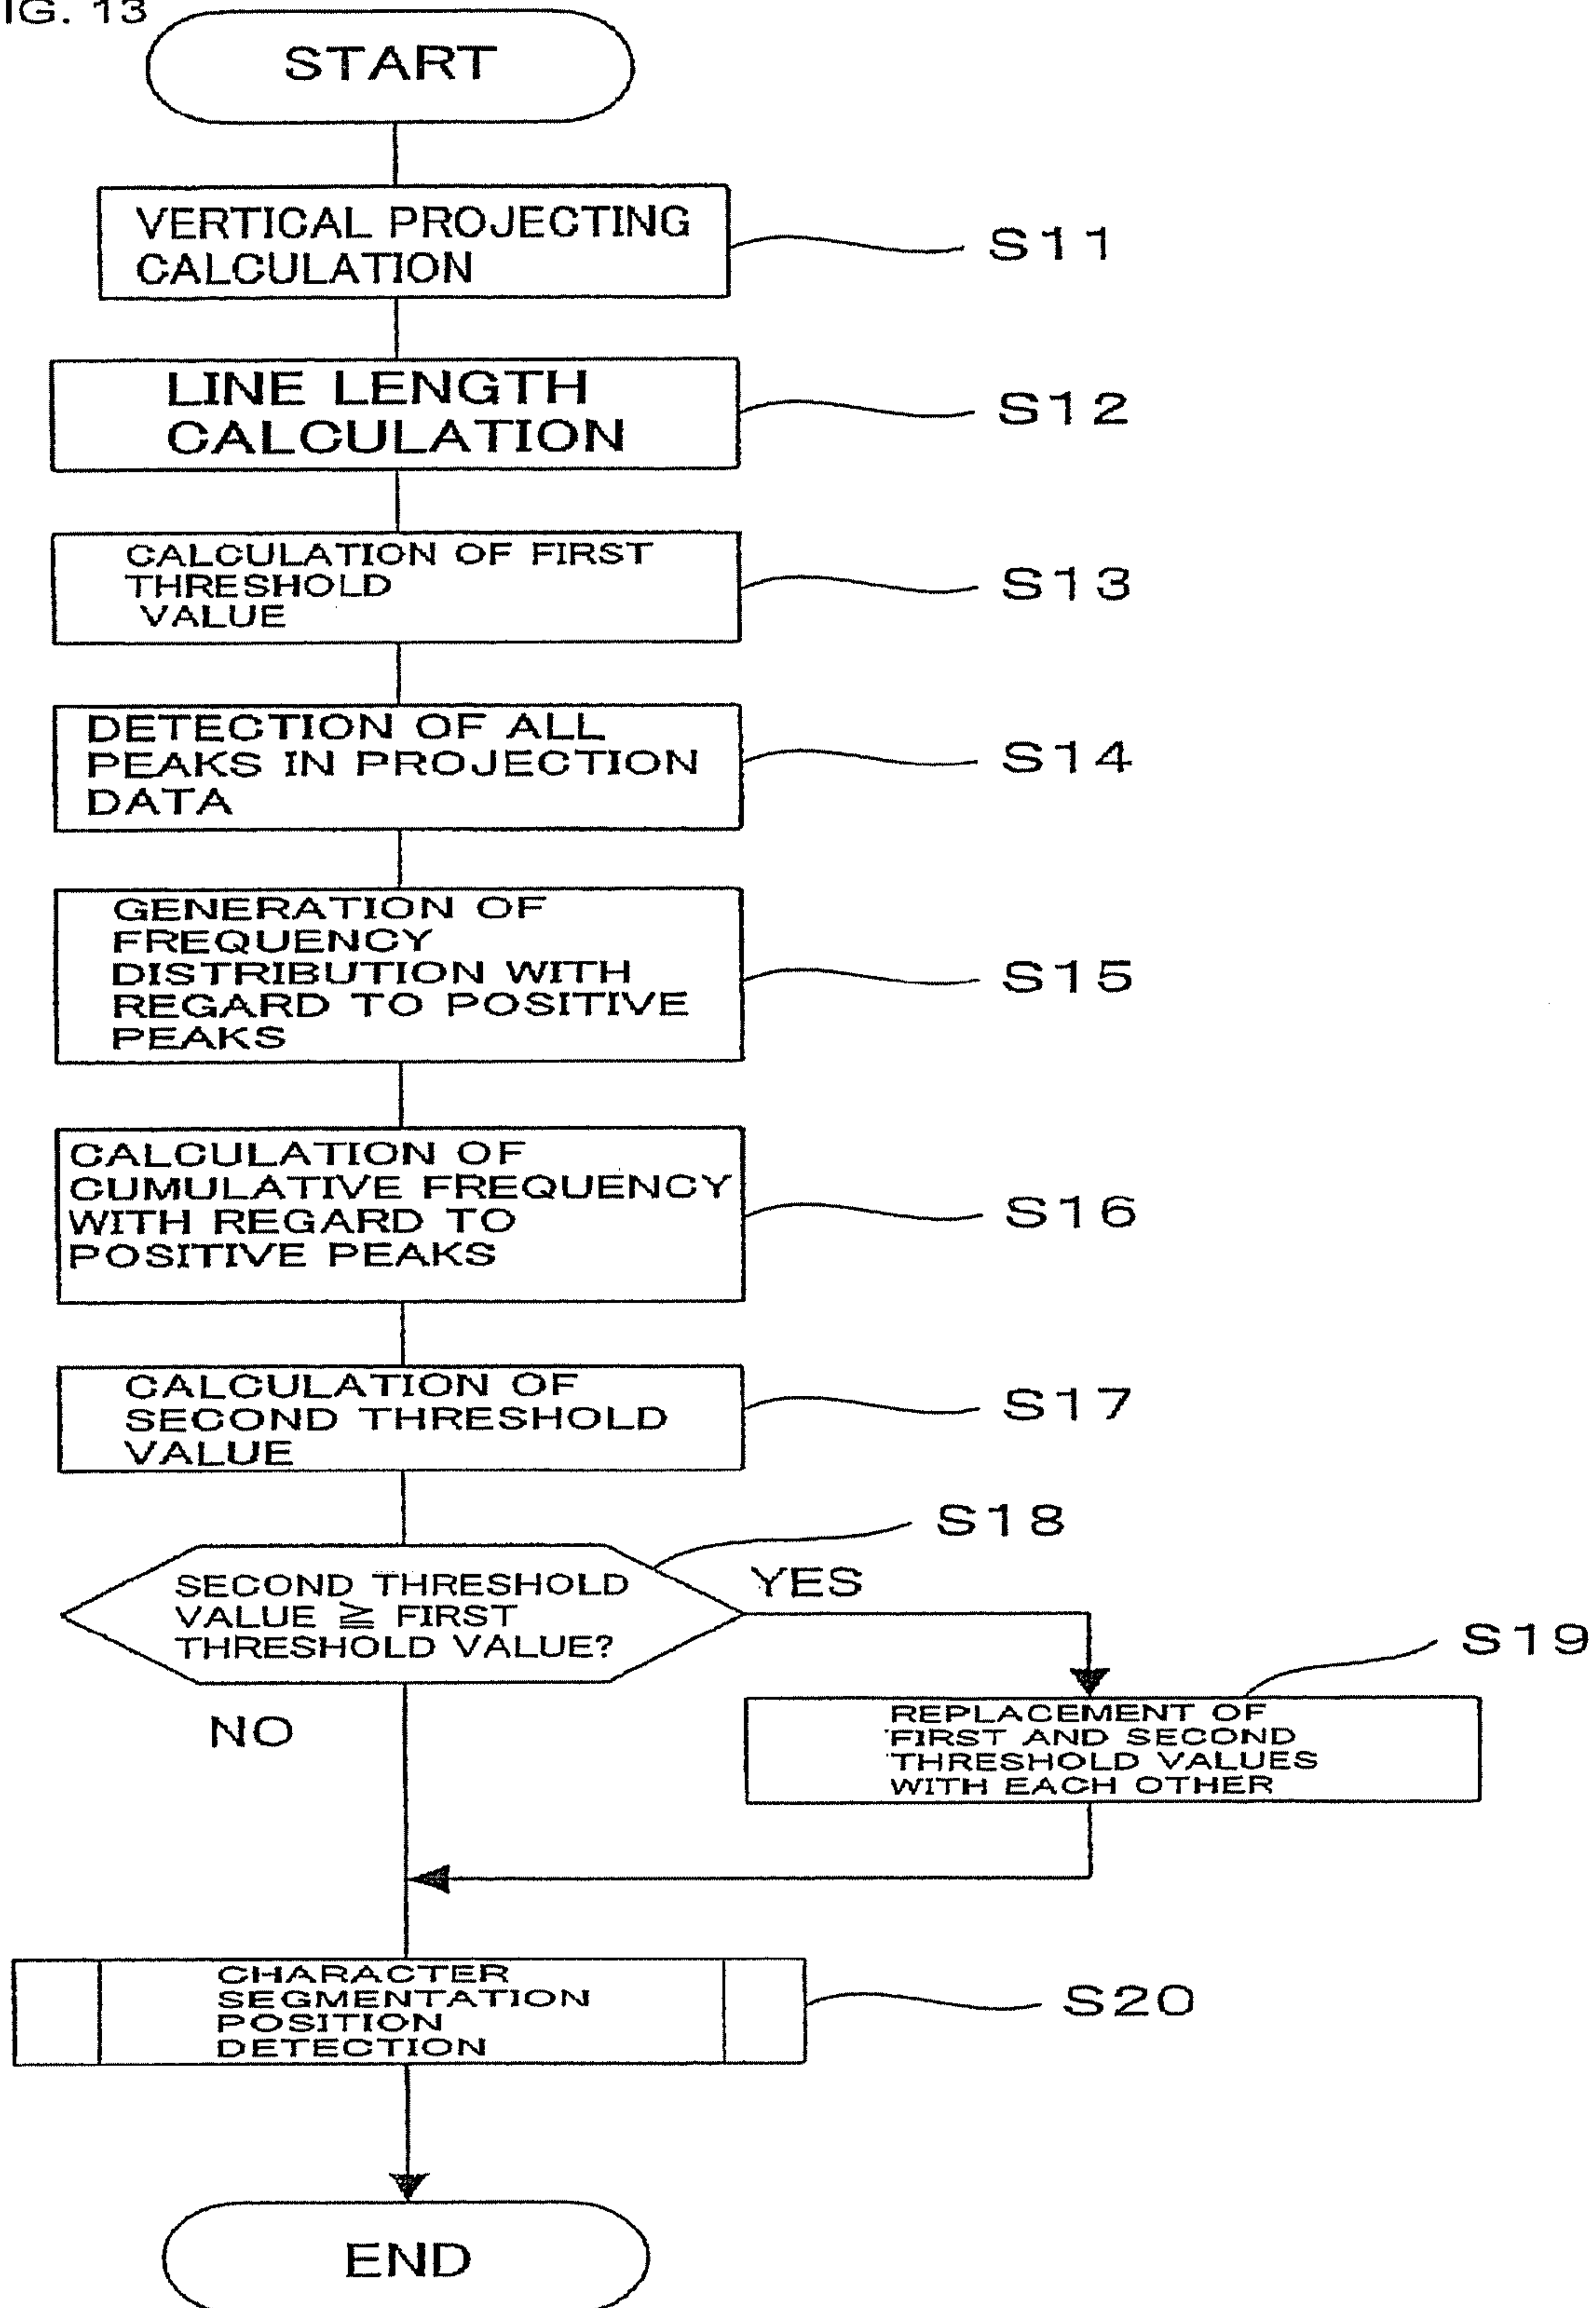 IG. 13
START
VERTICAL PROJECTING
CALCULATION
S11
LINE LENGTH
CALCULATION
S12
CALCULATION OF FIRST
THRESHOLD
VALUE
S13
DETECTION OF ALL
PEAKS IN PROJECTION
DATA
S14
GENERATION OF
FREQUENCY
DISTRIBUTION WITH
REGARD TO POSITIVE
PEAKS
S15
CALCULATION OF
CUMULATIVE FREQUENCY
WITH REGARD TO
POSITIVE PEAKS
S16
CALCULATION OF
SECOND THRESHOLD
VALUE
S17
S18
SECOND THRESHOLD
VALUE ≧ FIRST
THRESHOLD VALUE?
YES
NO
S19
REPLACEMENT OF
FIRST AND SECOND
THRESHOLD VALUES
WITH EACH OTHER
CHARACTER
SEGMENTATION
POSITION
DETECTION
S20
END